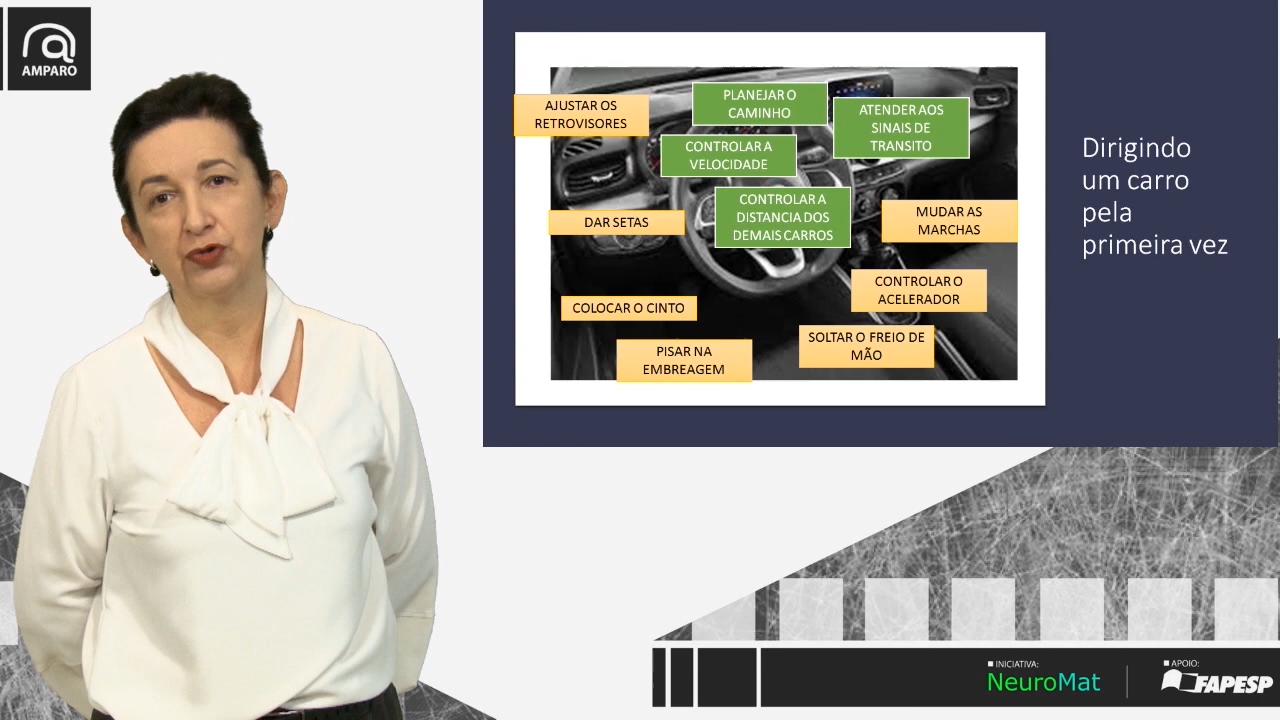 AMPARO
AJUSTAR OS
RETROVISORES
PLANEJAR O
CAMINHO
ATENDER AOS
SINAIS DE
TRANSITO
CONTROLAR A
VELOCIDADE
CONTROLAR A
DISTANCIA DOS
DEMAIS CARROS
DAR SETAS
MUDAR AS
MARCHAS
CONTROLAR O
ACELERADOR
COLOCAR O CINTO
SOLTAR O FREIO DE
MÃO
PISAR NA
EMBREAGEM
Dirigindo
um carro
pela
primeira vez
INICIATIVA:
NeuroMat
APOIO:
FAPESP